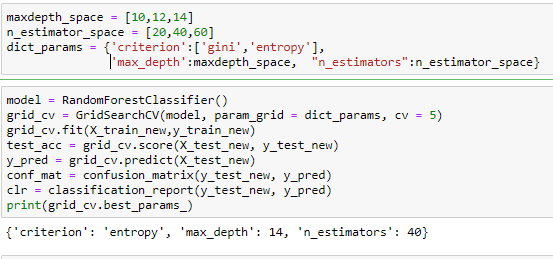 maxdepth_space = [10,12,14]
n_estimator_space = [20,40,60]
dict_params = {'criterion':['gini','entropy'],
'max_depth':maxdepth_space,  "n_estimators":n_estimator_space}
model = RandomForestClassifier()
grid_cv = GridSearchCV(model, param_grid = dict_params, cv = 5)
grid_cv.fit(X_train_new,y_train_new)
test_acc = grid_cv.score(X_test_new, y_test_new)
y_pred = grid_cv.predict(X_test_new)
conf_mat = confusion_matrix(y_test_new, y_pred)
clr = classification_report(y_test_new, y_pred)
print(grid_cv.best_params_)
{'criterion': 'entropy', 'max_depth': 14, 'n_estimators': 40}